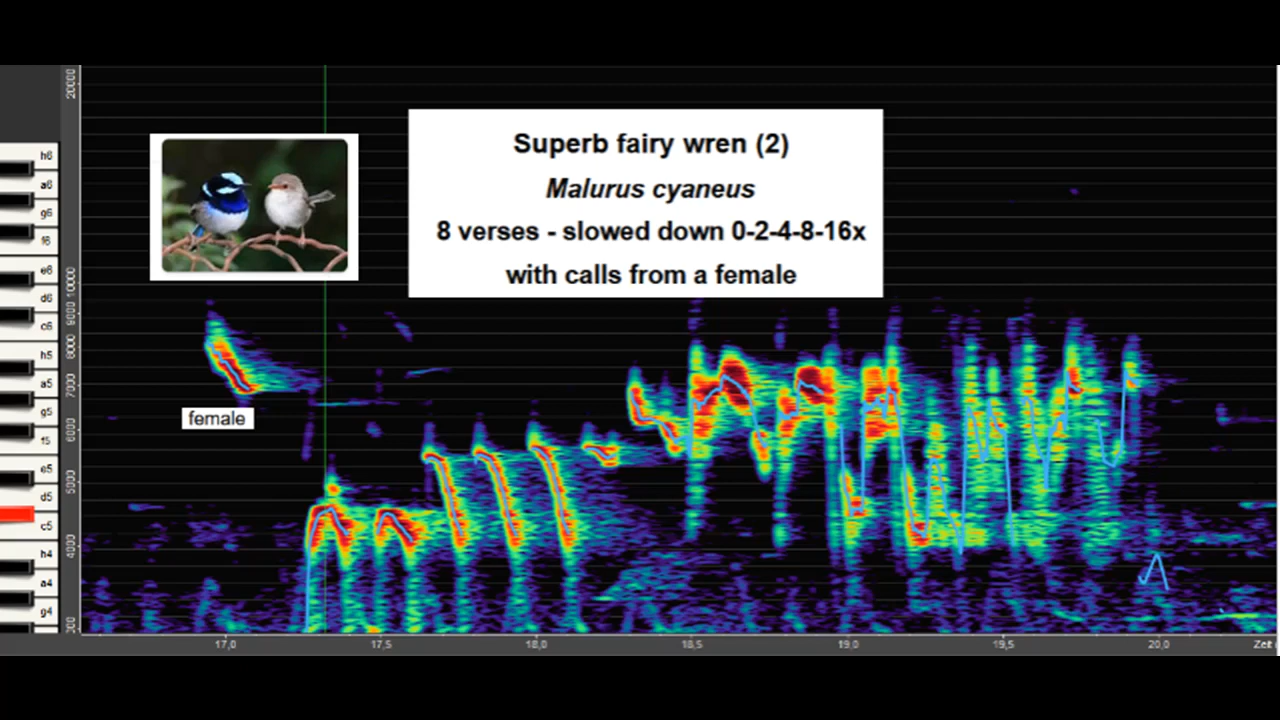 20000
Superb fairy wren (2)
Malurus cyaneus
8 verses - slowed down 0-2-4-8-16x
with calls from a female
h6
a6
g6
f6
e6
d6
c6
h5
a5
g5
f5
e5
d5
c5
h4
a4
g4
10000
9000
8000
7000
6000
5000
4000
female
17,0
17,5
18,0
18,5
19,0
19,5
20,0
Zeit